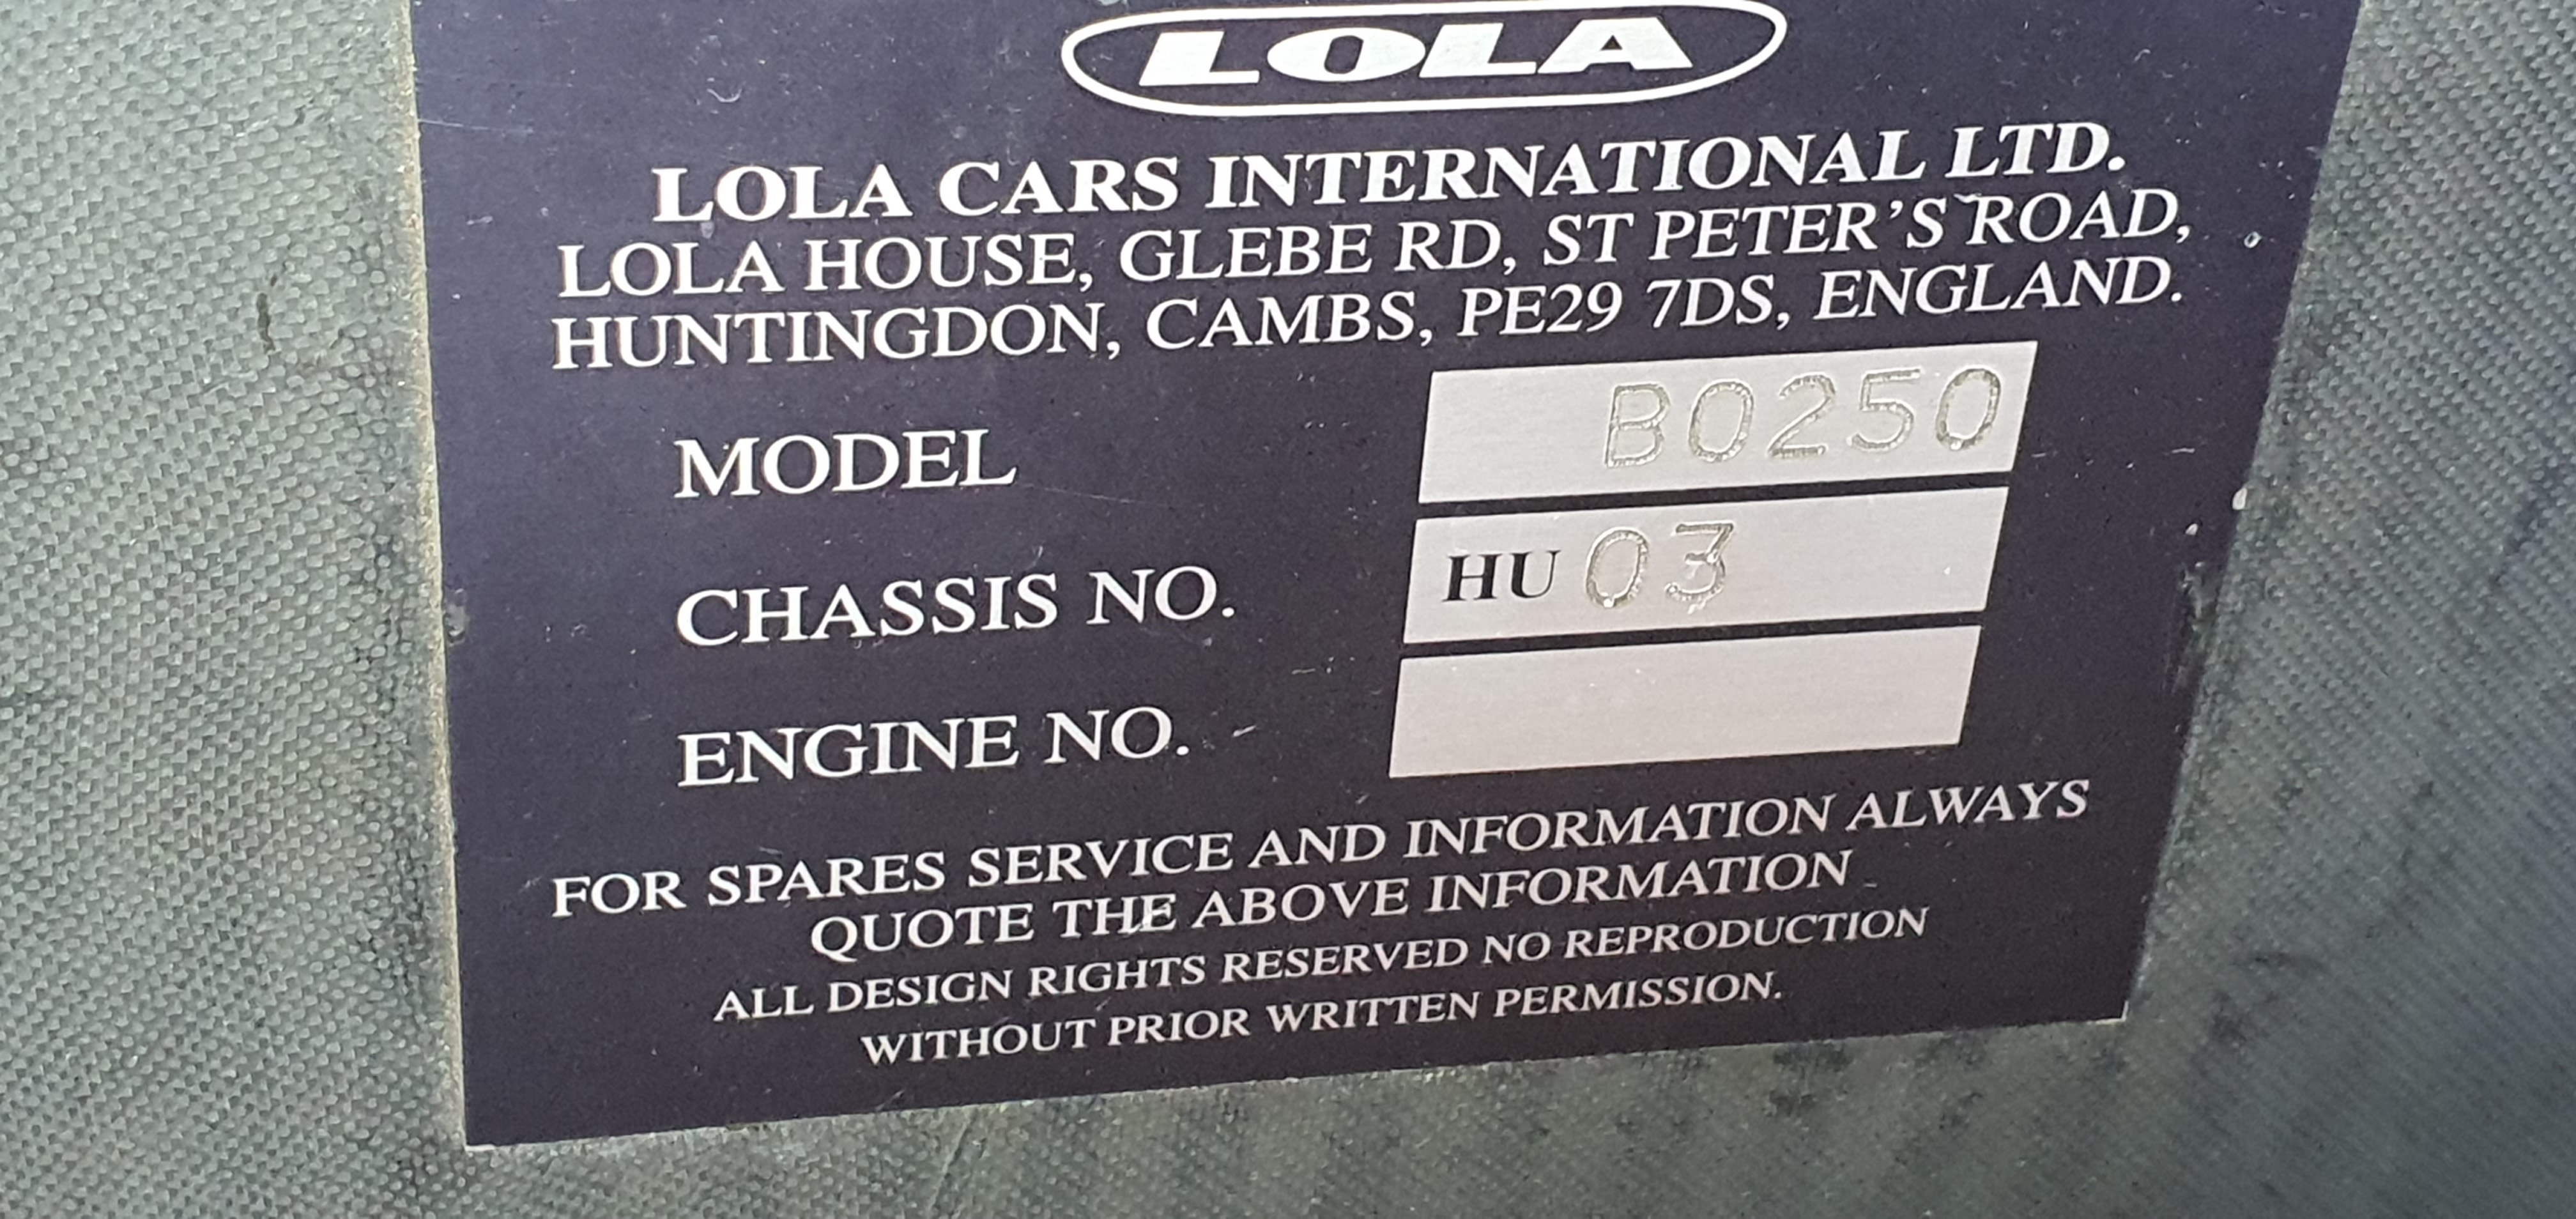 LOLA
LOLA CARS INTERNATIONAL LTD.
LOLA HOUSE, GLEBE RD, ST PETER'S ROAD,
HUNTINGDON, CAMBS, PE29 7DS, ENGLAND.
MODEL B0250
CHASSIS NO. HU 03
ENGINE NO.
FOR SPARES SERVICE AND INFORMATION ALWAYS
QUOTE THE ABOVE INFORMATION
ALL DESIGN RIGHTS RESERVED NO REPRODUCTION
WITHOUT PRIOR WRITTEN PERMISSION.